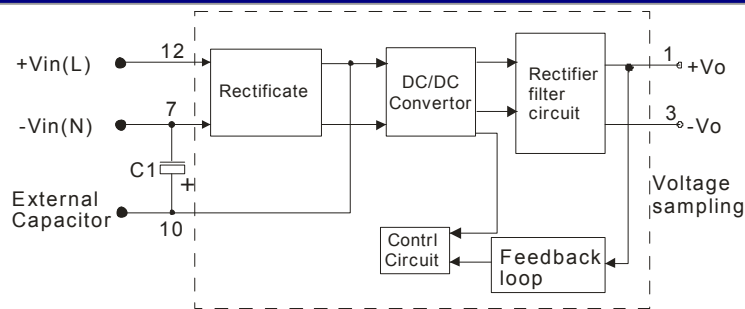 +Vin(L)
12
Rectificate
DC/DC
Convertor
Rectifier
filter
circuit
1
+Vo
-Vin(N)
7
3
-Vo
C1
+
External
Capacitor
10
Contrl
Circuit
Feedback
loop
Voltage
sampling